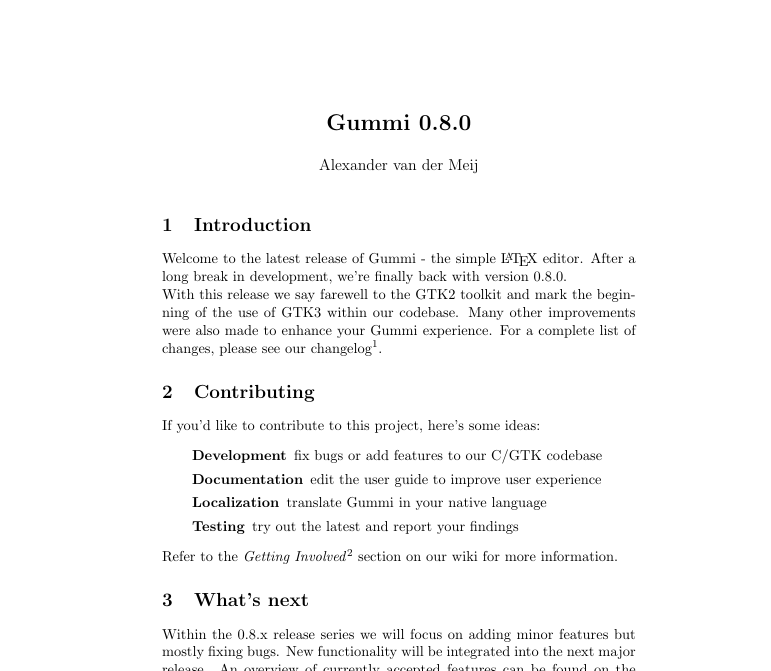 Gummi 0.8.0
Alexander van der Meij
1 Introduction
Welcome to the latest release of Gummi - the simple LATEX editor. After a
long break in development, we're finally back with version 0.8.0.
With this release we say farewell to the GTK2 toolkit and mark the begin-
ning of the use of GTK3 within our codebase. Many other improvements
were also made to enhance your Gummi experience. For a complete list of
changes, please see our changelog¹.
2 Contributing
If you'd like to contribute to this project, here's some ideas:
Development fix bugs or add features to our C/GTK codebase
Documentation edit the user guide to improve user experience
Localization translate Gummi in your native language
Testing try out the latest and report your findings
Refer to the Getting Involved² section on our wiki for more information.
3 What's next
Within the 0.8.x release series we will focus on adding minor features but
mostly fixing bugs. New functionality will be integrated into the next major
release. An overview of currently accepted features can be found on the